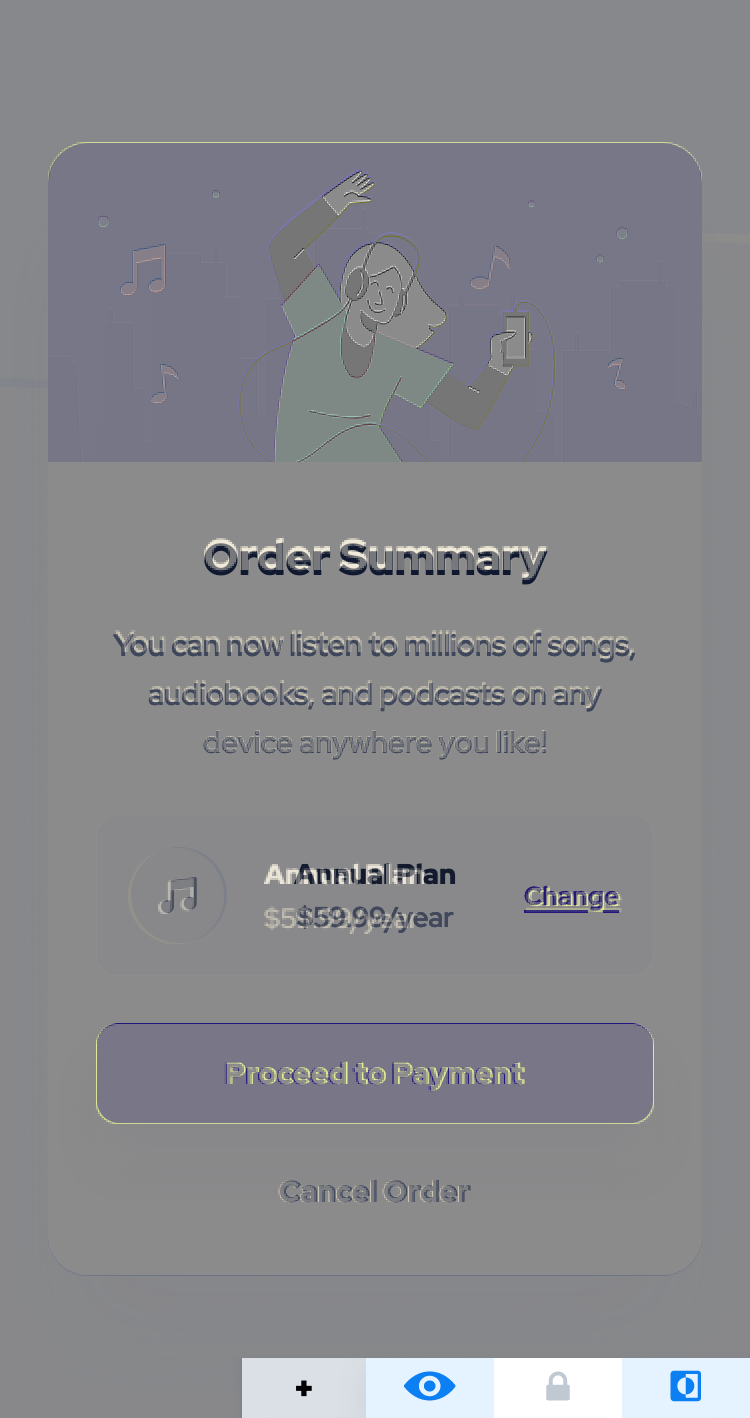 Order Summary
You can now listen to millions of songs,
audiobooks, and podcasts on any
device anywhere you like!
Annual Plan
$59.99/year
Change
Proceed to Payment
Cancel Order